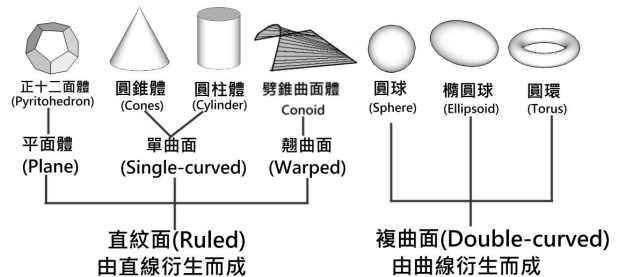 正十二面體
(Pyritohedron)
圓錐體
(Cones)
圓柱體
(Cylinder)
劈錐曲面體
Conoid
圓球
(Sphere)
橢圓球
(Ellipsoid)
圓環
(Torus)
平面體
(Plane)
單曲面
(Single-curved)
翹曲面
(Warped)
直紋面(Ruled)
由直線衍生而成
複曲面(Double-curved)
由曲線衍生而成